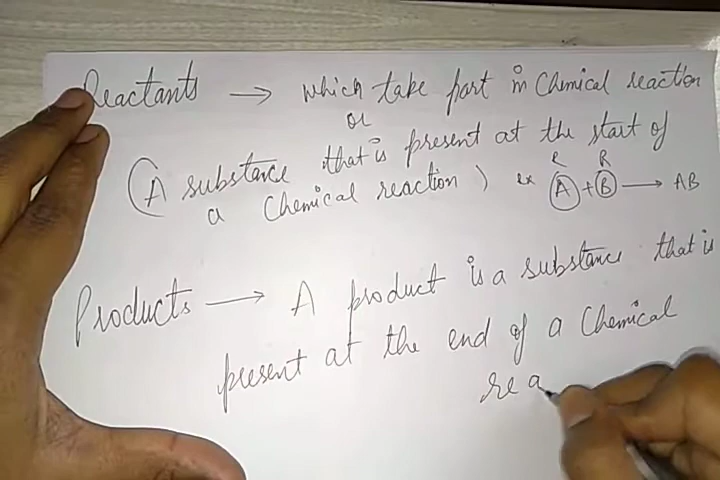 Reactants → which take part in Chemical reaction
or
(A substance that is present at the start of
a Chemical reaction) ex A + B → AB
R R
Products → A product is a substance that is
present at the end of a Chemical
rea